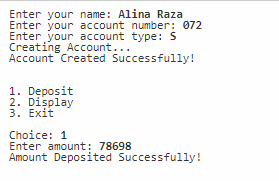 Enter your name: Alina Raza
Enter your account number: 072
Enter your account type: S
Creating Account...
Account Created Successfully!
1. Deposit
2. Display
3. Exit
Choice: 1
Enter amount: 78698
Amount Deposited Successfully!